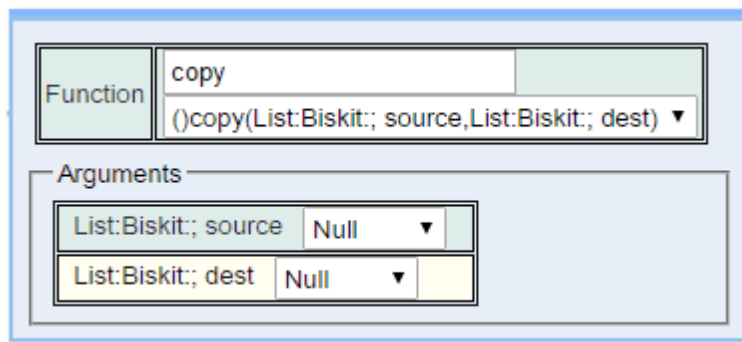 Function
copy
()copy(List:Biskit:; source,List:Biskit:; dest)
Arguments
List:Biskit:; source Null
List:Biskit:; dest Null